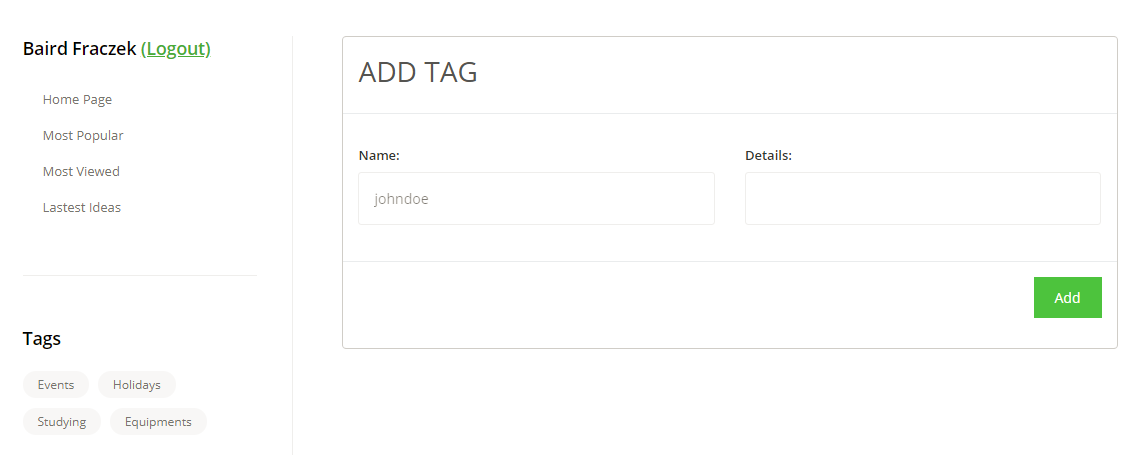 Baird Fraczek (Logout)
Home Page
Most Popular
Most Viewed
Lastest Ideas
Tags
Events Holidays
Studying Equipments
ADD TAG
Name: Details:
johndoe
Add